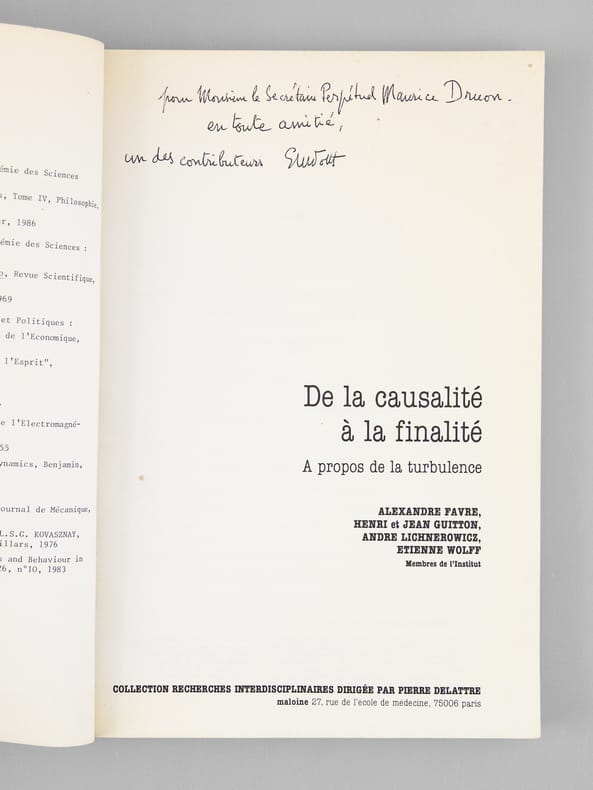 émie des Sciences
s, Tome IV, Philosophie,
er, 1986
émie des Sciences :
Revue Scientifique,
969
et Politiques :
de l'Economique,
l'Esprit",
e l'Electromagné-
55
ynamics, Benjamin,
ournal de Mécanique,
L.S.G. KOVASZNAY,
illars, 1976
s and Behaviour in
26, n°10, 1983
pour Monsieur le Secrétaire Perpétuel Maurice Druon.
en toute amitié,
un des contributeurs
De la causalité
à la finalité
A propos de la turbulence
ALEXANDRE FAVRE,
HENRI et JEAN GUITTON,
ANDRE LICHNEROWICZ,
ETIENNE WOLFF
Membres de l'Institut
COLLECTION RECHERCHES INTERDISCIPLINAIRES DIRIGÉE PAR PIERRE DELATTRE
maloine 27, rue de l'école de médecine, 75006 paris